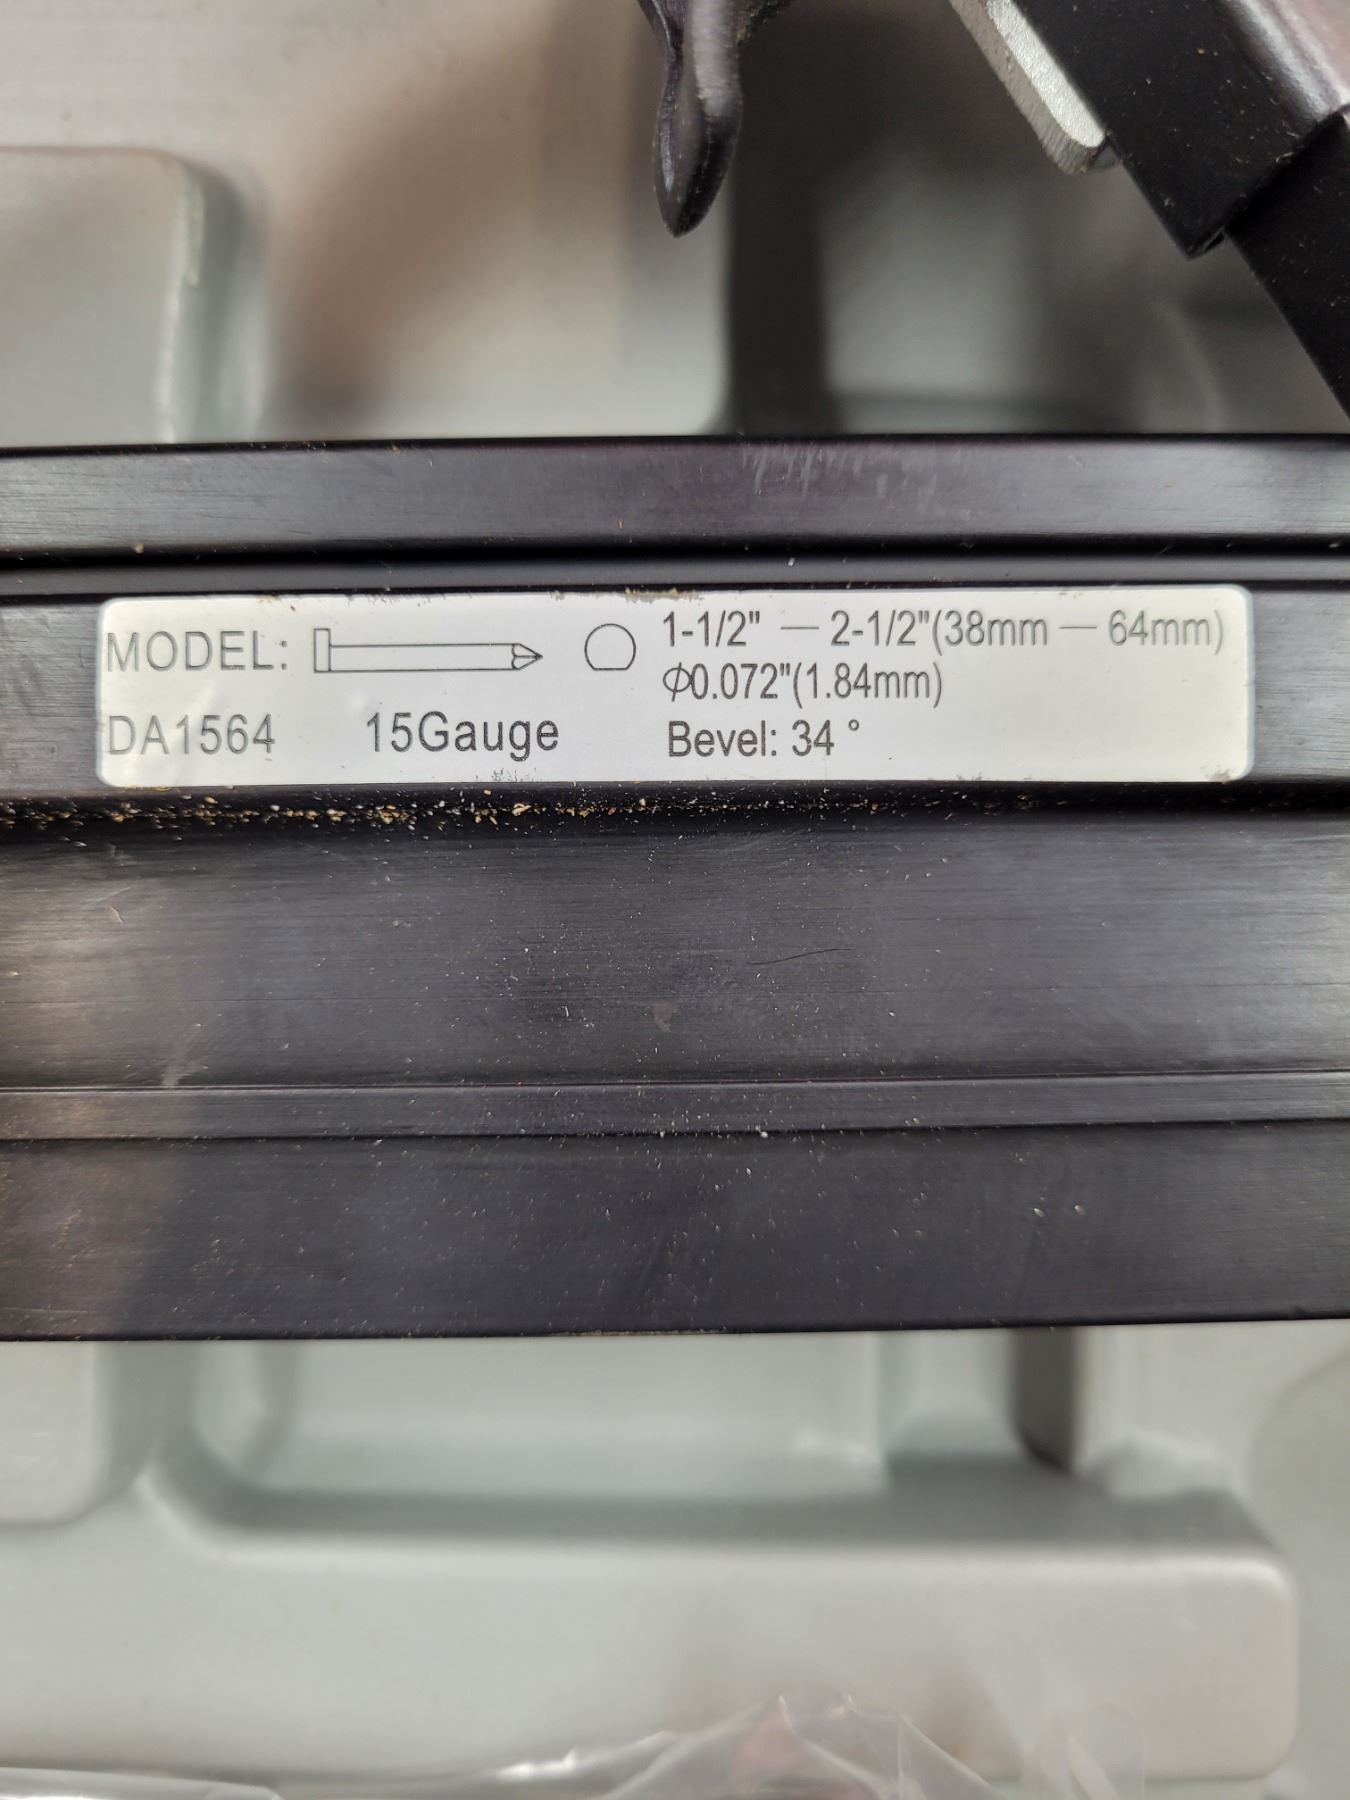 MODEL:
DA1564
15Gauge
1-1/2" — 2-1/2"(38mm — 64mm)
Φ0.072"(1.84mm)
Bevel: 34 °